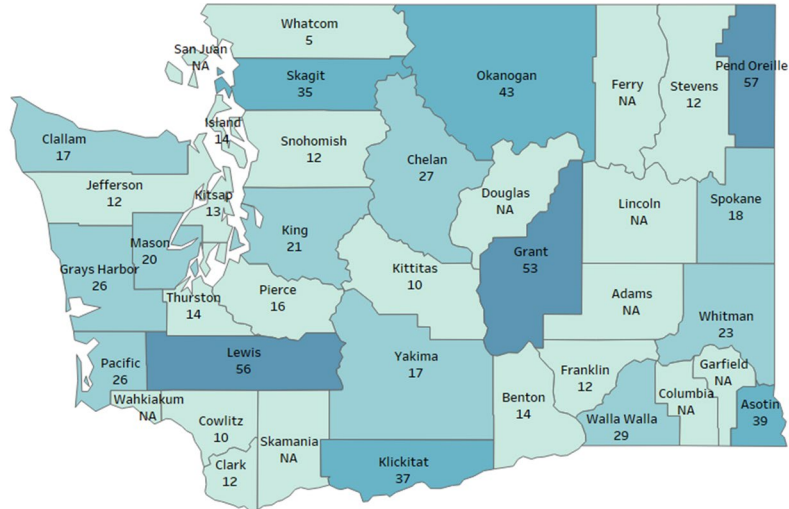 Whatcom
5
San Juan
NA
Skagit
35
Okanogan
43
Ferry
NA
Stevens
12
Pend Oreille
57
Island
14
Clallam
17
Snohomish
12
Chelan
27
Jefferson
12
Kitsap
13
Douglas
NA
Lincoln
NA
Spokane
18
King
21
Mason
20
Grant
53
Grays Harbor
26
Kittitas
10
Pierce
16
Thurston
14
Adams
NA
Whitman
23
Lewis
56
Pacific
26
Yakima
17
Franklin
12
Garfield
NA
Wahkiakum
NA
Benton
14
Columbia
NA
Asotin
39
Cowlitz
10
Walla Walla
29
Skamania
NA
Clark
12
Klickitat
37